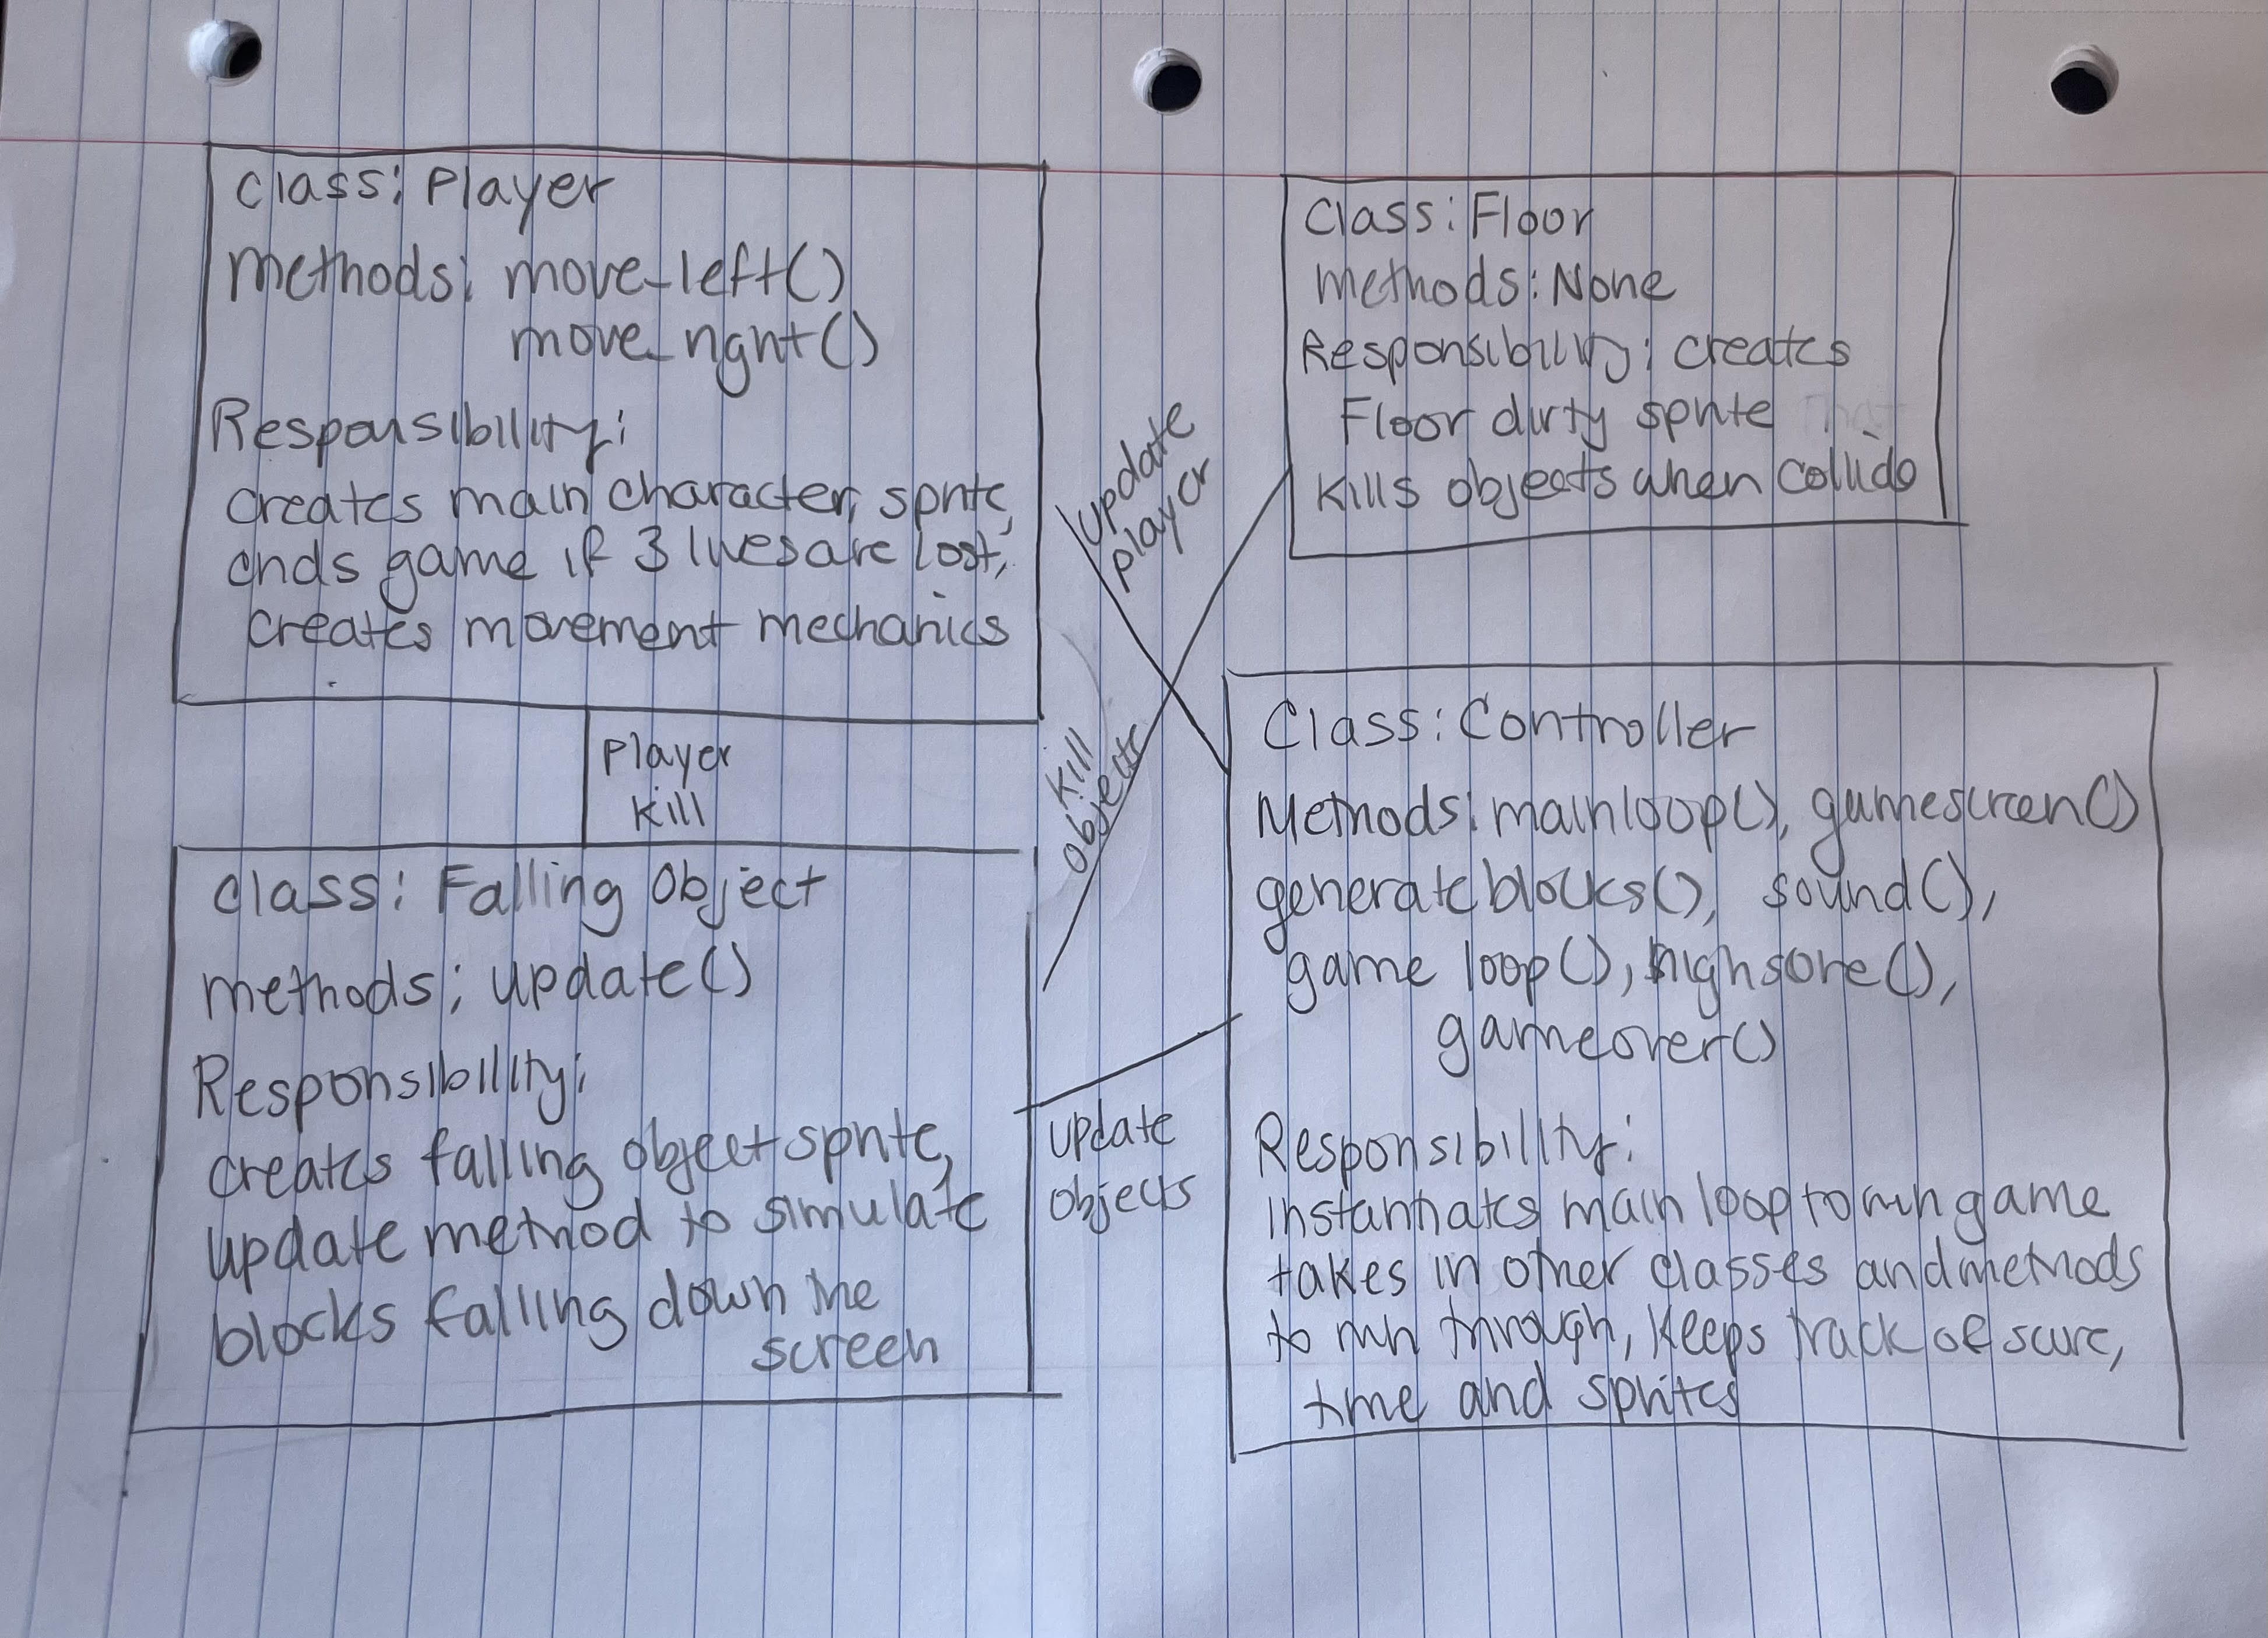 class: Player
methods: move_left()
move_right()
Responsibility:
creates main character, sprite,
ends game if 3 lives are lost,
creates movement mechanics
Player
Kill
class: Falling Object
methods: update()
Responsibility:
creates falling object sprite,
update method to simulate
blocks falling down the
screen
update
player
Kill
objects
update
objects
Class: Floor
methods: None
Responsibility: creates
Floor dirty sprite that
kills objects when collide
Class: Controller
Methods: mainloop(), gamescreen()
generateblocks(), sound(),
game loop(), highsore(),
gameover()
Responsibility:
instantiates main loop to run game
takes in other classes and methods
to run through, keeps track of score,
time and sprites